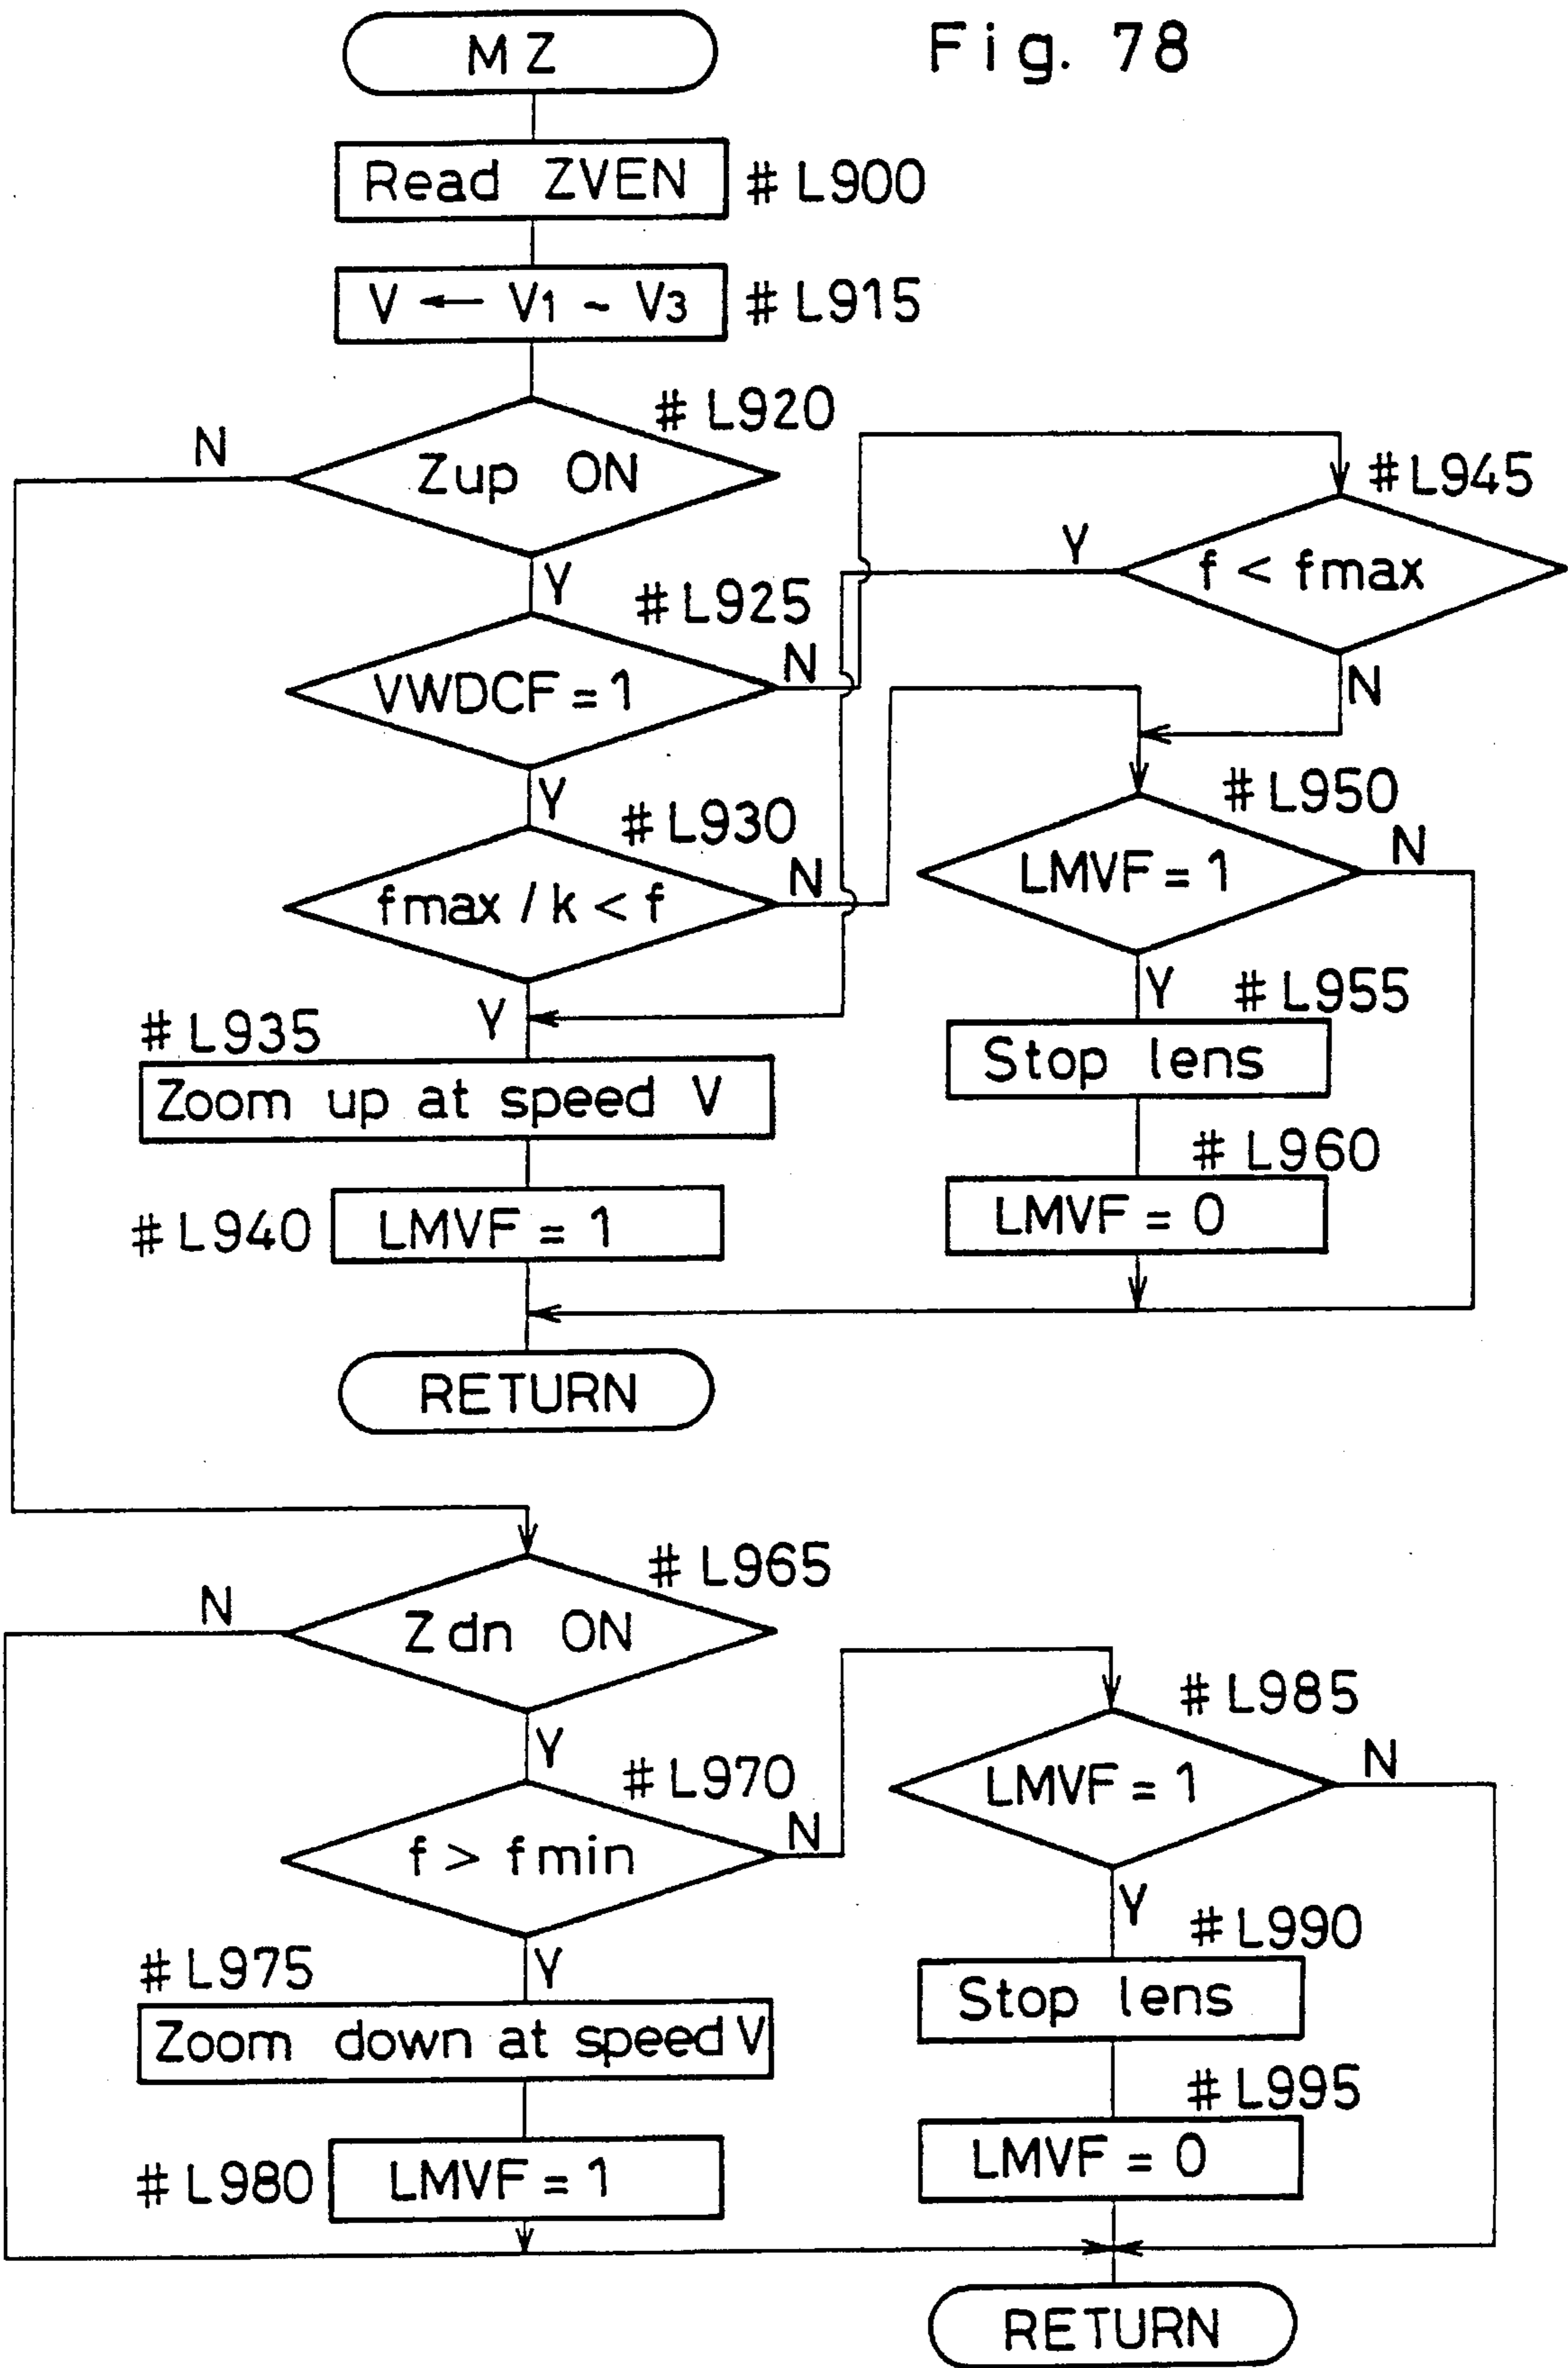 Fig. 78
MZ
Read ZVEN # L900
V ← V1 ~ V3 # L915
# L920
N
Zup ON
Y
# L945
Y
f < fmax
N
# L925
VWDCF = 1
N
Y
# L930
fmax / k < f
N
Y
# L950
LMVF = 1
N
Y
# L955
Stop lens
# L960
LMVF = 0
# L935
Zoom up at speed V
# L940 LMVF = 1
RETURN
# L965
N
Zdn ON
Y
# L970
f > fmin
N
Y
# L985
LMVF = 1
N
Y
# L990
Stop lens
# L995
LMVF = 0
# L975
Zoom down at speed V
# L980 LMVF = 1
RETURN